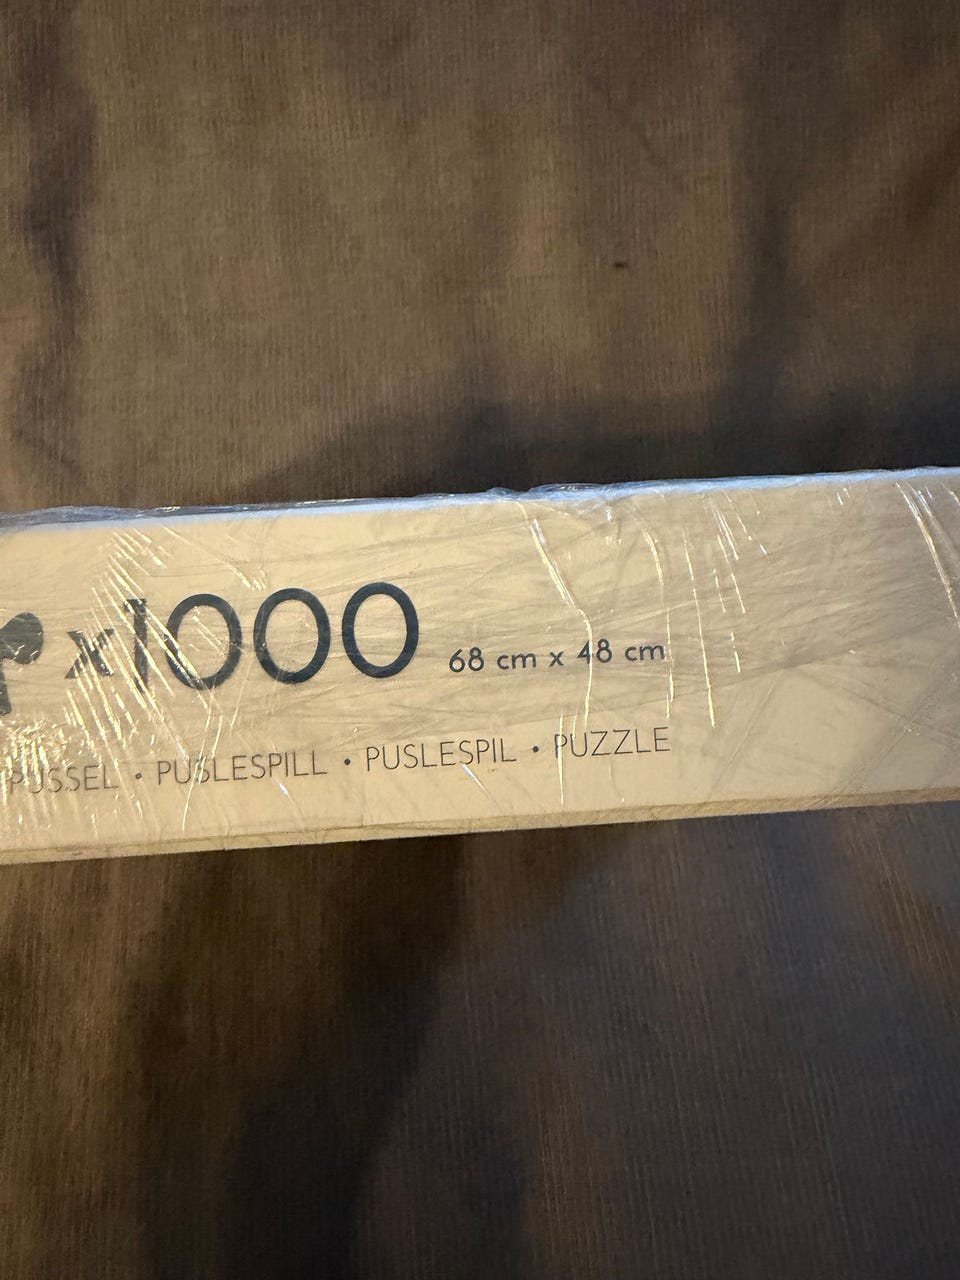 x1000 68 cm x 48 cm
PUSSEL • PUSLESPILL • PUSLESPIL • PUZZLE